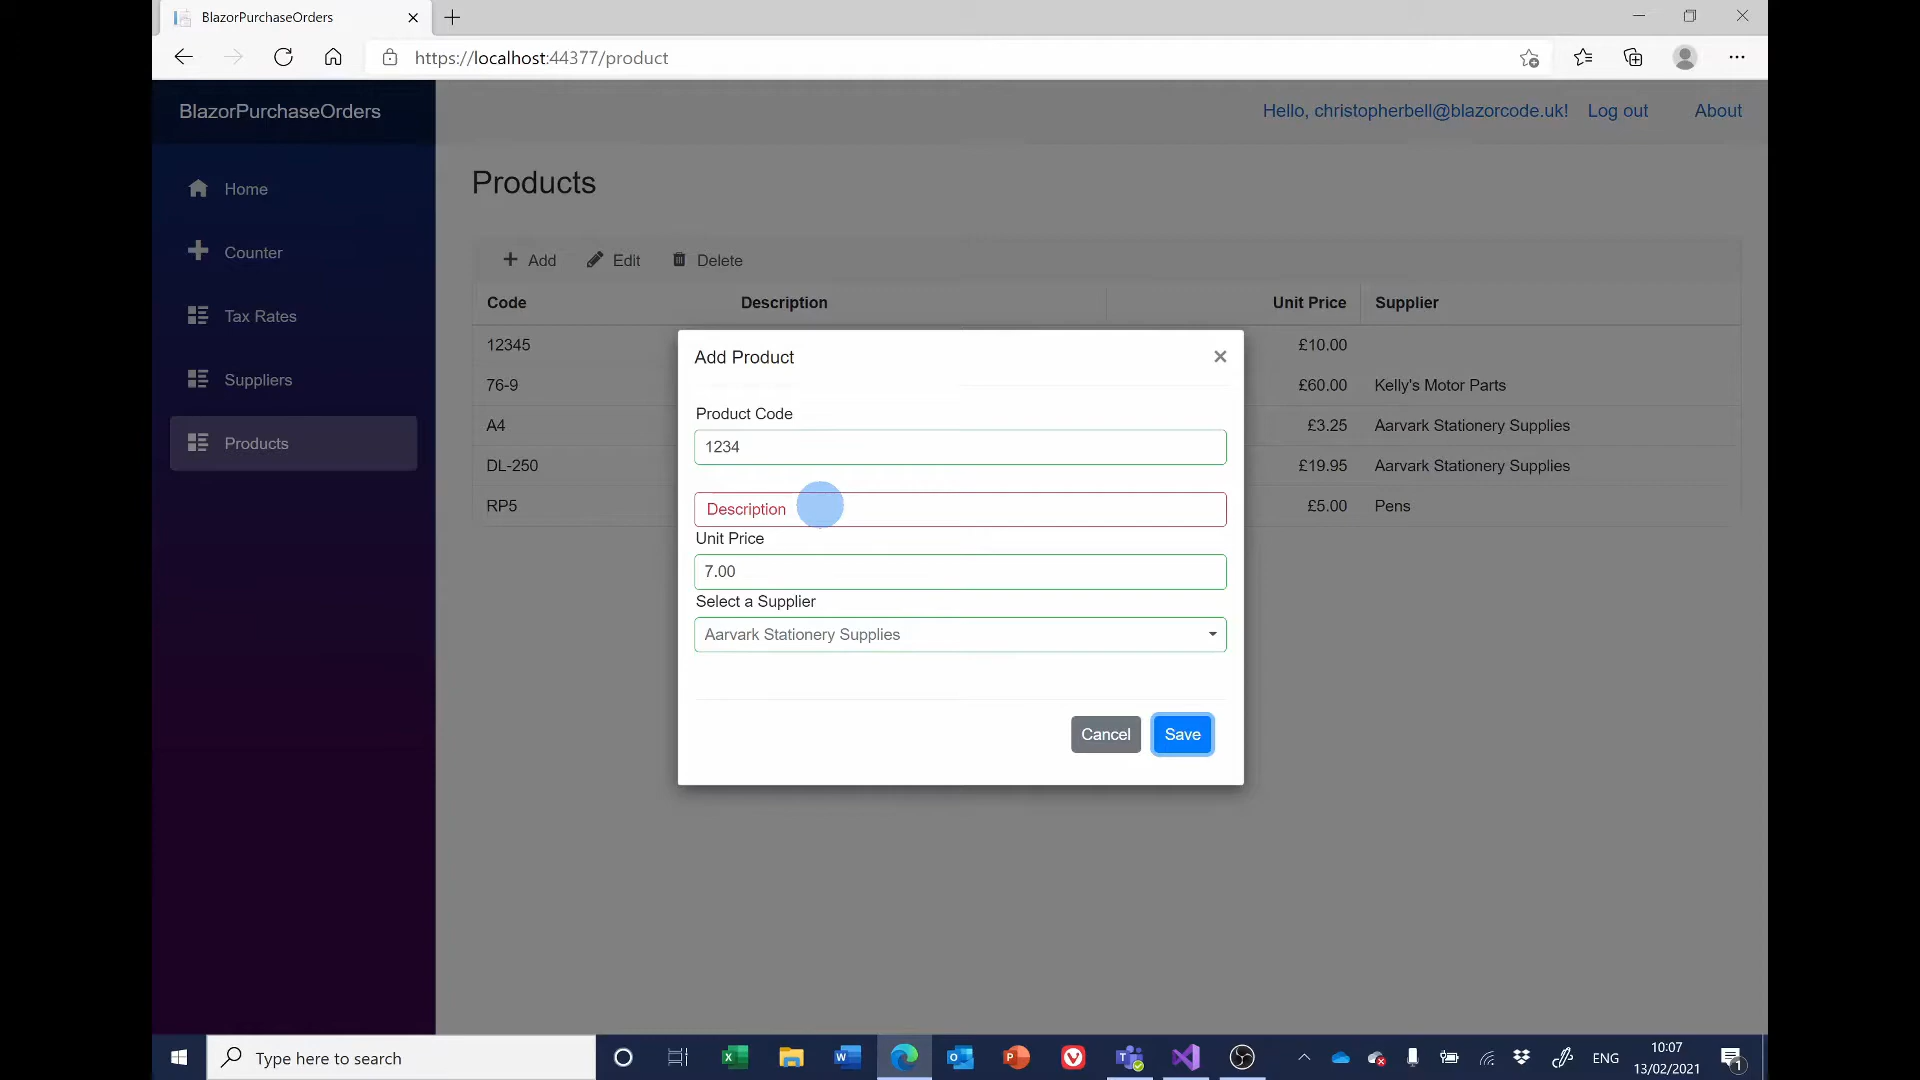 BlazorPurchaseOrders
https://localhost:44377/product
BlazorPurchaseOrders
Hello, christopherbell@blazorcode.uk! Log out About
Home
Counter
Tax Rates
Suppliers
Products
Products
Add Edit Delete
Code Description Unit Price Supplier
12345 £10.00
76-9 £60.00 Kelly's Motor Parts
A4 £3.25 Aarvark Stationery Supplies
DL-250 £19.95 Aarvark Stationery Supplies
RP5 £5.00 Pens
Add Product
Product Code
1234
Description
Unit Price
7.00
Select a Supplier
Aarvark Stationery Supplies
Cancel Save
Type here to search
ENG
10:07
13/02/2021
1